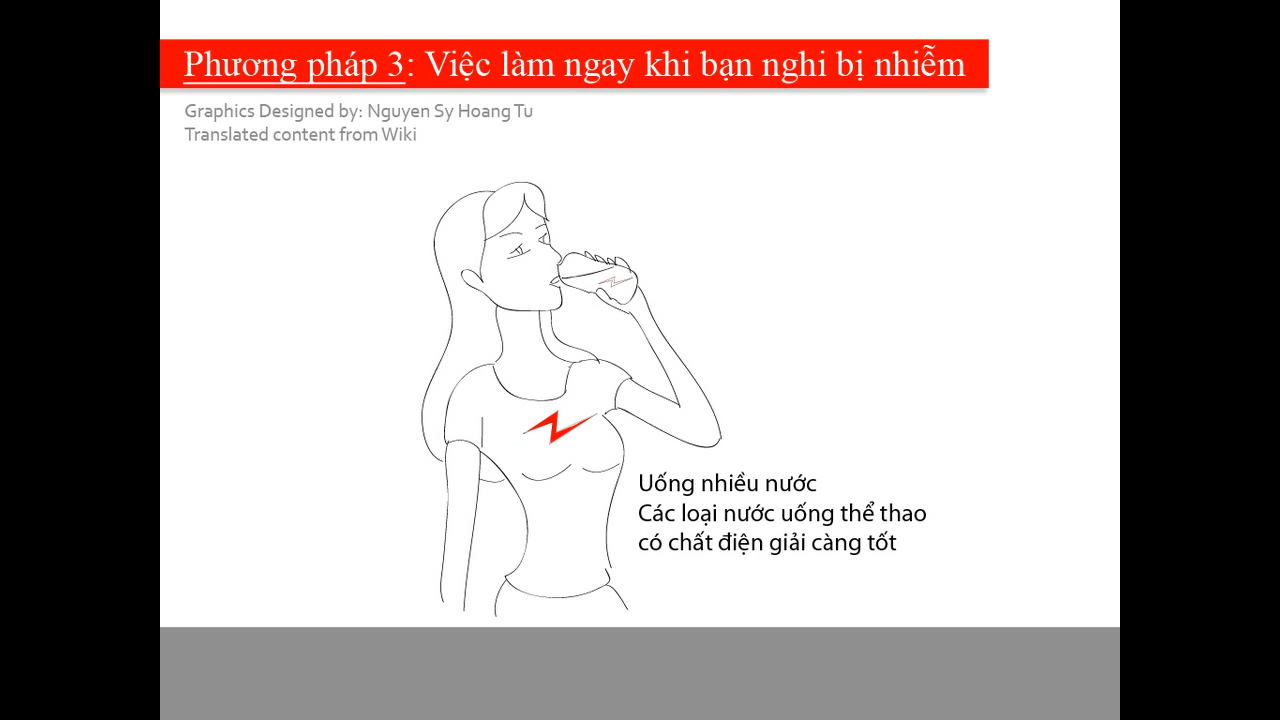 Phương pháp 3: Việc làm ngay khi bạn nghi bị nhiễm
Graphics Designed by: Nguyen Sy Hoang Tu
Translated content from Wiki
Uống nhiều nước
Các loại nước uống thể thao
có chất điện giải càng tốt